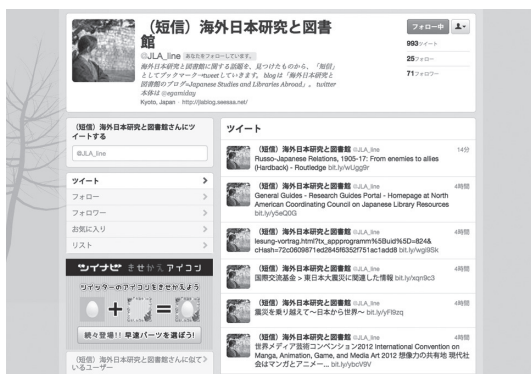 （短信）海外日本研究と図書
館
@JLA_line あなたをフォローしています。
海外日本研究と図書館に関する話題を、見つけたものから、「短信」
としてブックマーク→tweetしています。 blogは「海外日本研究と
図書館のブログ=Japanese Studies and Libraries Abroad」。 twitter
本体は @egamiday
Kyoto, Japan · http://jlablog.seesaa.net/
フォロー中
993ツイート
25フォロー
71フォロワー
（短信）海外日本研究と図書館さんにツ
イートする
@JLA_line
ツイート
フォロー
フォロワー
お気に入り
リスト
ツイナビ きせかえアイコン
ツイッターのアイコンをきせかえよう
+ =
続々登場!! 早速パーツを選ぼう!
（短信）海外日本研究と図書館さんに似て
いるユーザー
ツイート
（短信）海外日本研究と図書館 @JLA_line 14分
Russo-Japanese Relations, 1905-17: From enemies to allies
(Hardback) - Routledge bit.ly/wUgg9r
（短信）海外日本研究と図書館 @JLA_line 4時間
General Guides - Research Guides Portal - Homepage at North
American Coordinating Council on Japanese Library Resources
bit.ly/y5eQ0G
（短信）海外日本研究と図書館 @JLA_line 4時間
lesung-vortrag.html?tx_appprogramm%5Buid%5D=824&
cHash=72c0609871ed2845f6352f751ac1add8 bit.ly/wgI95k
（短信）海外日本研究と図書館 @JLA_line 4時間
国際交流基金 > 東日本大震災に関連した情報 bit.ly/xqn9c3
（短信）海外日本研究と図書館 @JLA_line 4時間
震災を乗り越えて〜日本から世界〜 bit.ly/yFI9zq
（短信）海外日本研究と図書館 @JLA_line 4時間
世界メディア芸術コンベンション2012 International Convention on
Manga, Animation, Game, and Media Art 2012 想像力の共有地 現代社
会はマンガとアニメー... bit.ly/ybcV9V